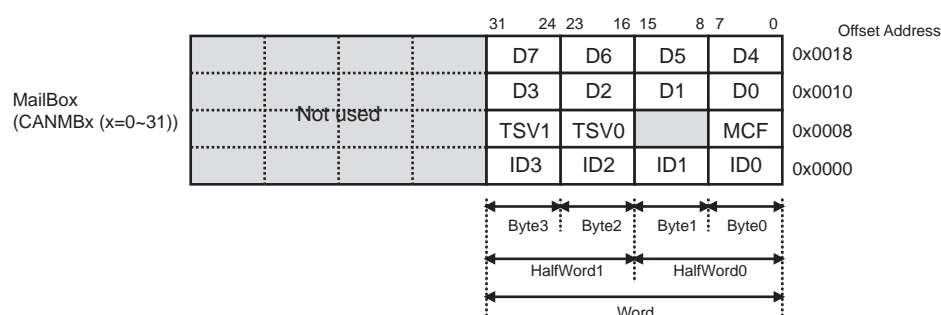 31 24 23 16 15 8 7 0
Offset Address
D7 D6 D5 D4 0x0018
D3 D2 D1 D0 0x0010
MailBox
(CANMBx (x=0~31))
Not used
TSV1 TSV0 MCF 0x0008
ID3 ID2 ID1 ID0 0x0000
Byte3 Byte2 Byte1 Byte0
HalfWord1 HalfWord0
Word